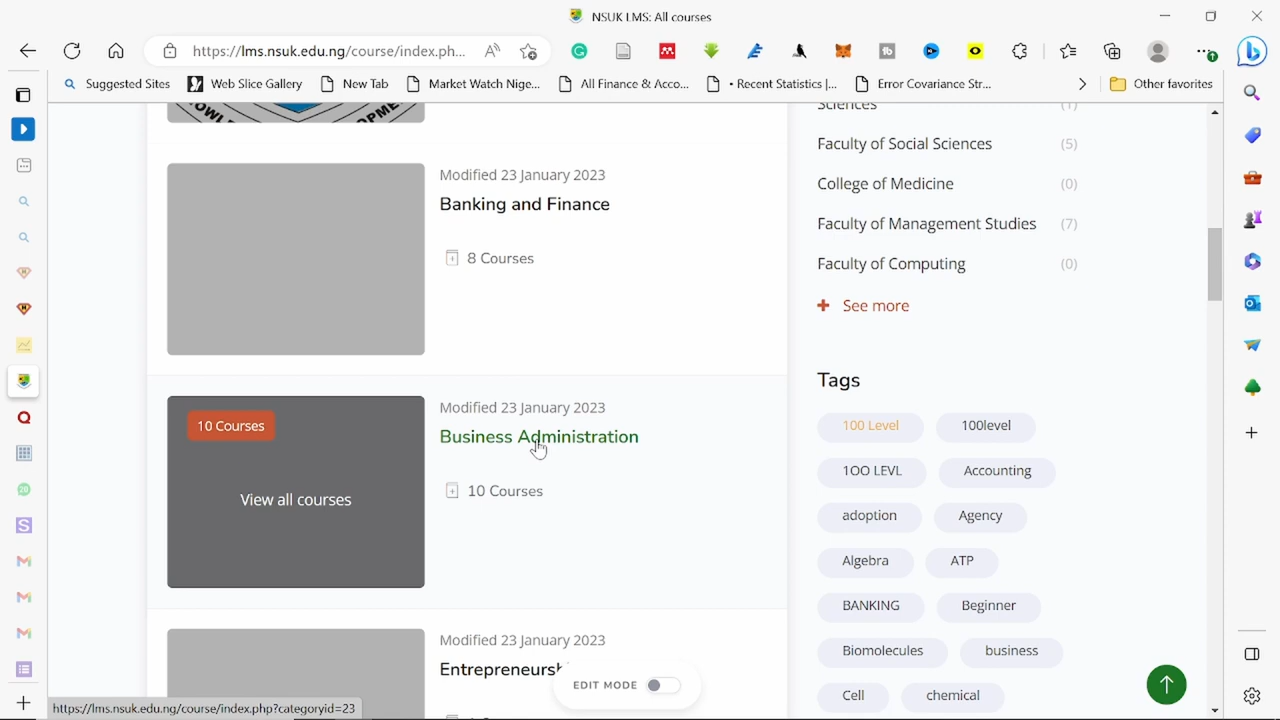 NSUK LMS: All courses
https://lms.nsuk.edu.ng/course/index.ph...
Suggested Sites
Web Slice Gallery
New Tab
Market Watch Nige...
All Finance & Acco...
• Recent Statistics |...
Error Covariance Str...
Other favorites
Modified 23 January 2023
Banking and Finance
8 Courses
10 Courses
View all courses
Modified 23 January 2023
Business Administration
10 Courses
Modified 23 January 2023
EDIT MODE
https://lms.nsuk.edu.ng/course/index.php?categoryid=23
Sciences (1)
Faculty of Social Sciences (5)
College of Medicine (0)
Faculty of Management Studies (7)
Faculty of Computing (0)
+ See more
Tags
100 Level
100level
1OO LEVL
Accounting
adoption
Agency
Algebra
ATP
BANKING
Beginner
Biomolecules
business
Cell
chemical